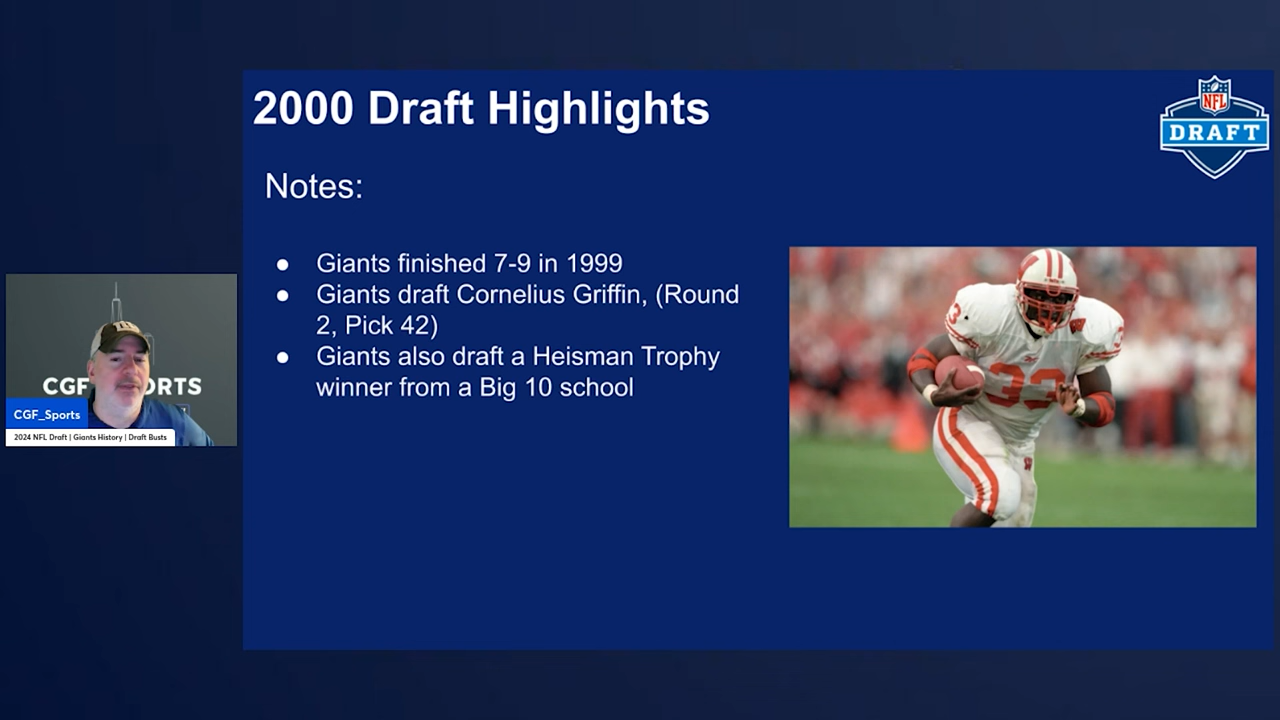 2000 Draft Highlights
NFL
DRAFT
Notes:
● Giants finished 7-9 in 1999
● Giants draft Cornelius Griffin, (Round
2, Pick 42)
● Giants also draft a Heisman Trophy
winner from a Big 10 school
33
CGF_Sports
2024 NFL Draft | Giants History | Draft Busts